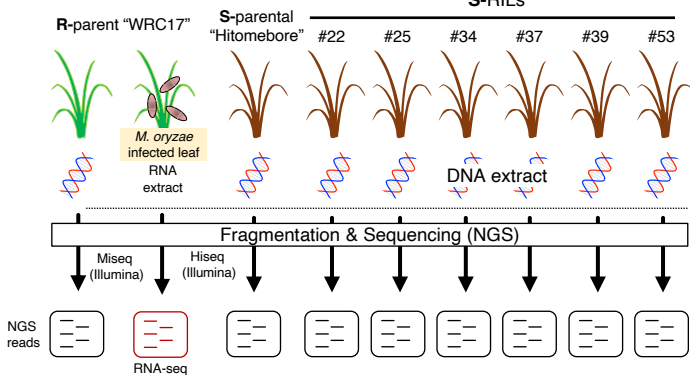 S-RILs
R-parent “WRC17”
S-parental
“Hitomebore”
#22
#25
#34
#37
#39
#53
M. oryzae
infected leaf
RNA
extract
DNA extract
Fragmentation & Sequencing (NGS)
Miseq
(Illumina)
Hiseq
(Illumina)
NGS
reads
RNA-seq